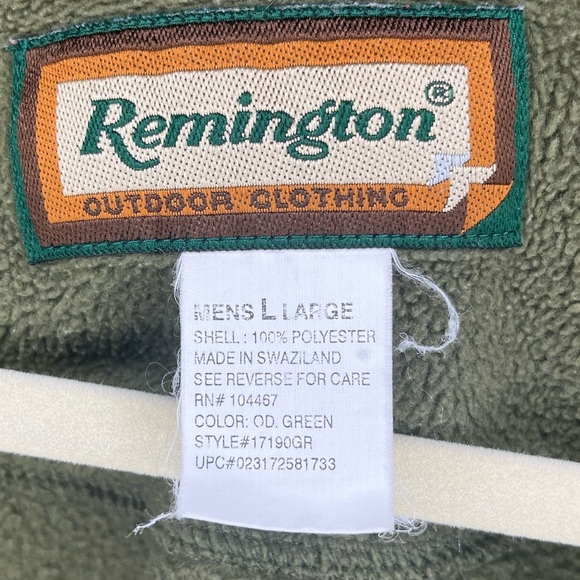 Remington®
OUTDOOR CLOTHING
MENS L LARGE
SHELL : 100% POLYESTER
MADE IN SWAZILAND
SEE REVERSE FOR CARE
RN# 104467
COLOR: OD. GREEN
STYLE#17190GR
UPC#023172581733